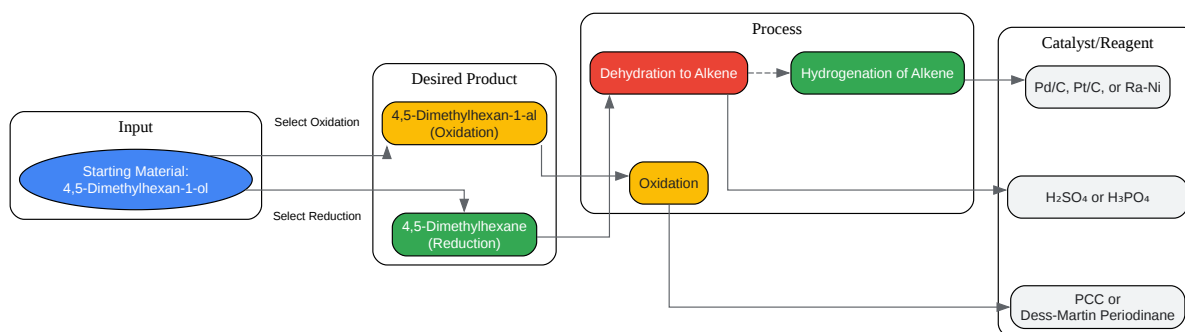 Input
Starting Material:
4,5-Dimethylhexan-1-ol
Select Oxidation
Select Reduction
Desired Product
4,5-Dimethylhexan-1-al
(Oxidation)
4,5-Dimethylhexane
(Reduction)
Process
Dehydration to Alkene
Hydrogenation of Alkene
Oxidation
Catalyst/Reagent
Pd/C, Pt/C, or Ra-Ni
H₂SO₄ or H₃PO₄
PCC or
Dess-Martin Periodinane